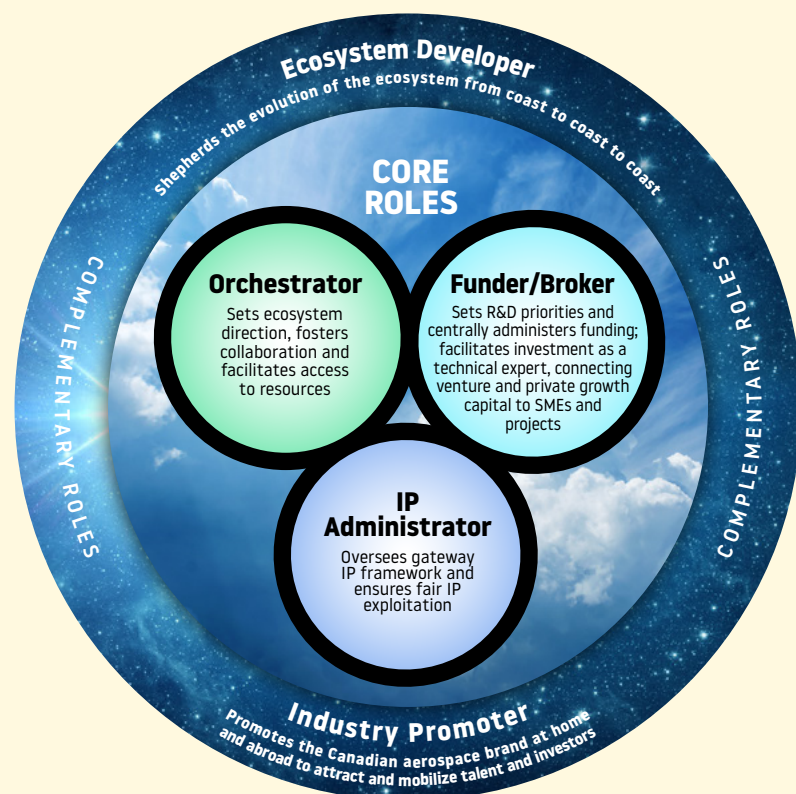 Ecosystem Developer
Shepherds the evolution of the ecosystem from coast to coast to coast
CORE
ROLES
COMPLEMENTARY ROLES
COMPLEMENTARY ROLES
Orchestrator
Sets ecosystem
direction, fosters
collaboration and
facilitates access
to resources
Funder/Broker
Sets R&D priorities and
centrally administers funding;
facilitates investment as a
technical expert, connecting
venture and private growth
capital to SMEs and
projects
IP
Administrator
Oversees gateway
IP framework and
ensures fair IP
exploitation
Industry Promoter
Promotes the Canadian aerospace brand at home
and abroad to attract and mobilize talent and investors